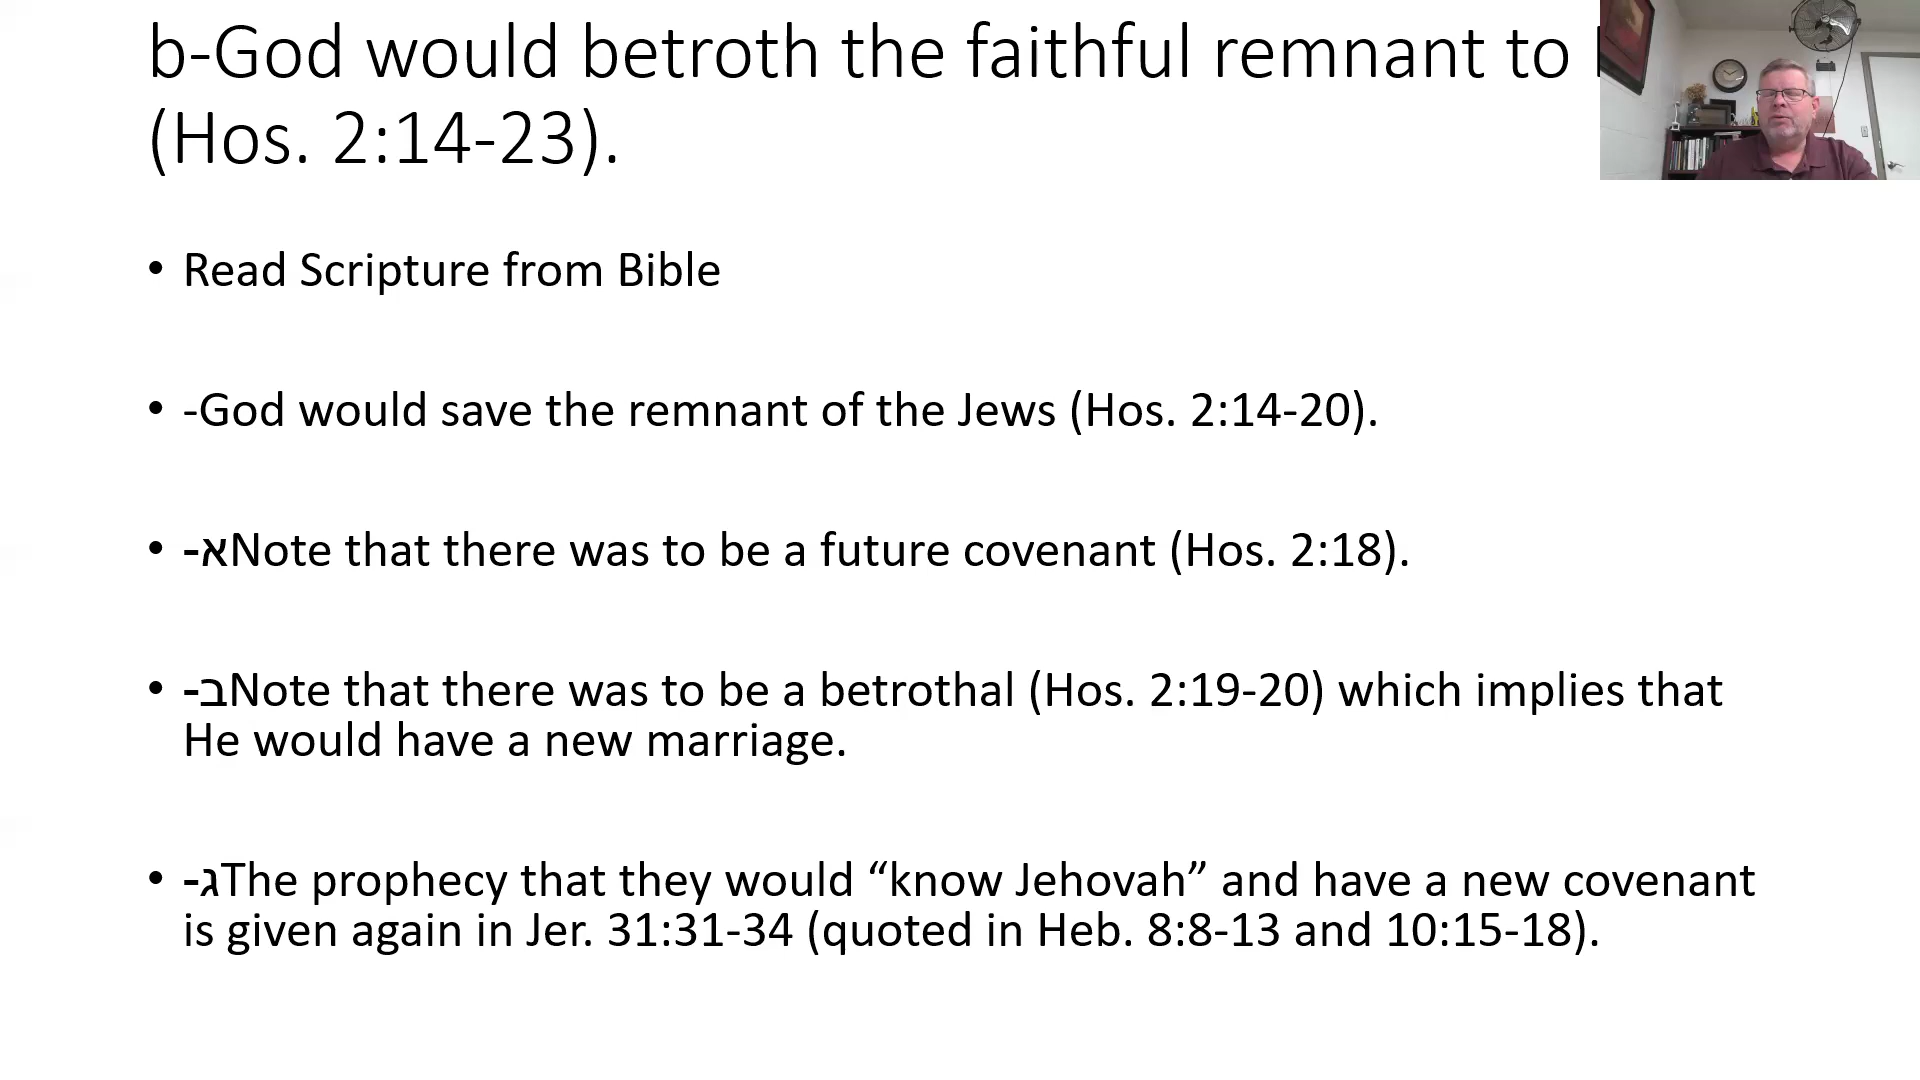 b-God would betroth the faithful remnant to
(Hos. 2:14-23).
• Read Scripture from Bible
• -God would save the remnant of the Jews (Hos. 2:14-20).
• -אNote that there was to be a future covenant (Hos. 2:18).
• -בNote that there was to be a betrothal (Hos. 2:19-20) which implies that
He would have a new marriage.
• -גThe prophecy that they would “know Jehovah” and have a new covenant
is given again in Jer. 31:31-34 (quoted in Heb. 8:8-13 and 10:15-18).